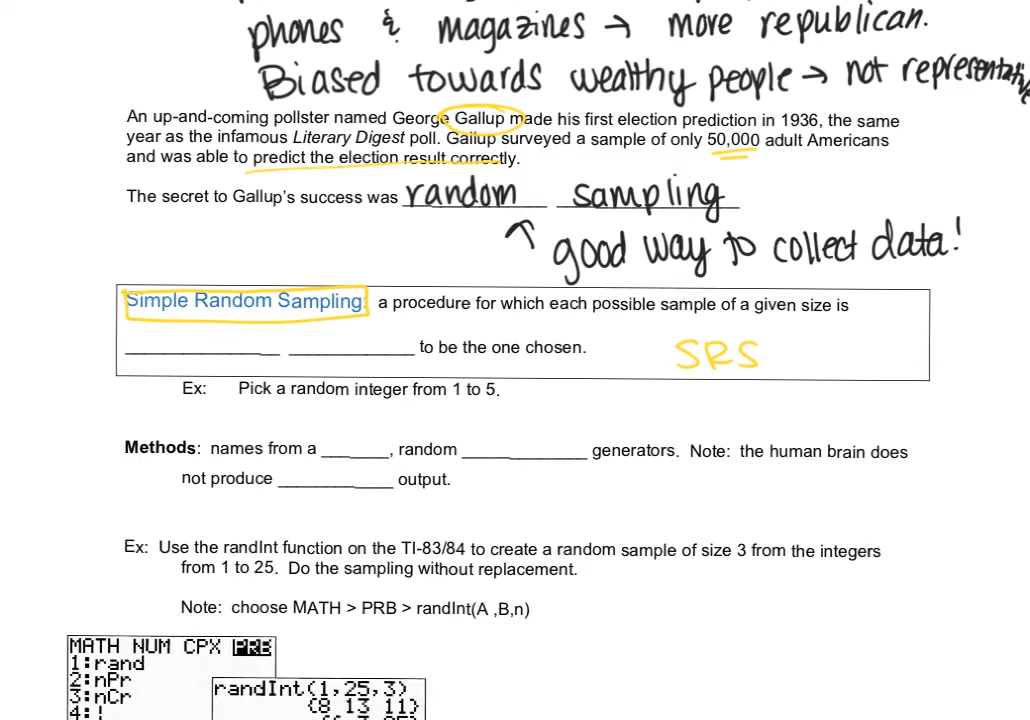 phones & magazines → more republican.
Biased towards wealthy people → not representative
An up-and-coming pollster named George Gallup made his first election prediction in 1936, the same
year as the infamous Literary Digest poll. Gallup surveyed a sample of only 50,000 adult Americans
and was able to predict the election result correctly.
The secret to Gallup's success was random sampling
good way to collect data!
Simple Random Sampling: a procedure for which each possible sample of a given size is
______________ ____________ to be the one chosen. SRS
Ex: Pick a random integer from 1 to 5.
Methods: names from a _______, random _____________ generators. Note: the human brain does
not produce ____________ output.
Ex: Use the randInt function on the TI-83/84 to create a random sample of size 3 from the integers
from 1 to 25. Do the sampling without replacement.
Note: choose MATH > PRB > randInt(A ,B,n)
MATH NUM CPX PRB
1:rand
2:nPr
3:nCr
4:!
randInt(1,25,3)
{8 13 11}